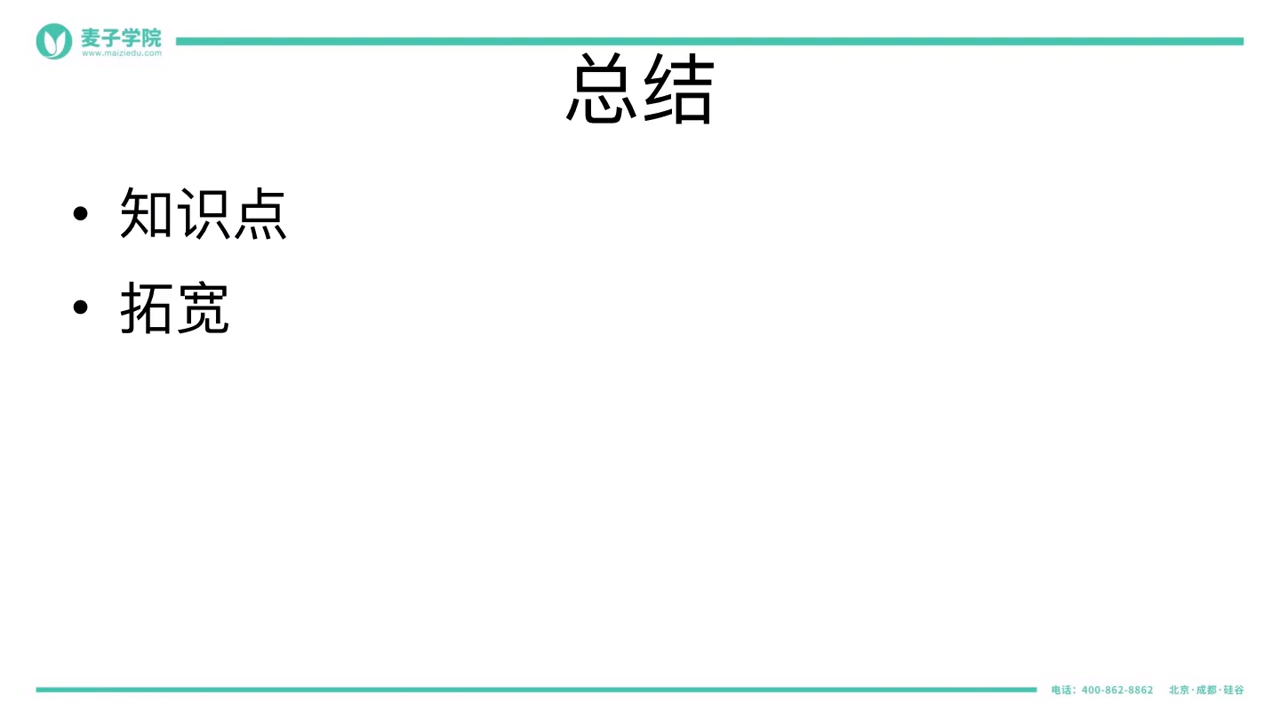 麦子学院
www.maiziedu.com
总结
• 知识点
• 拓宽
电话：400-862-8862 北京·成都·硅谷